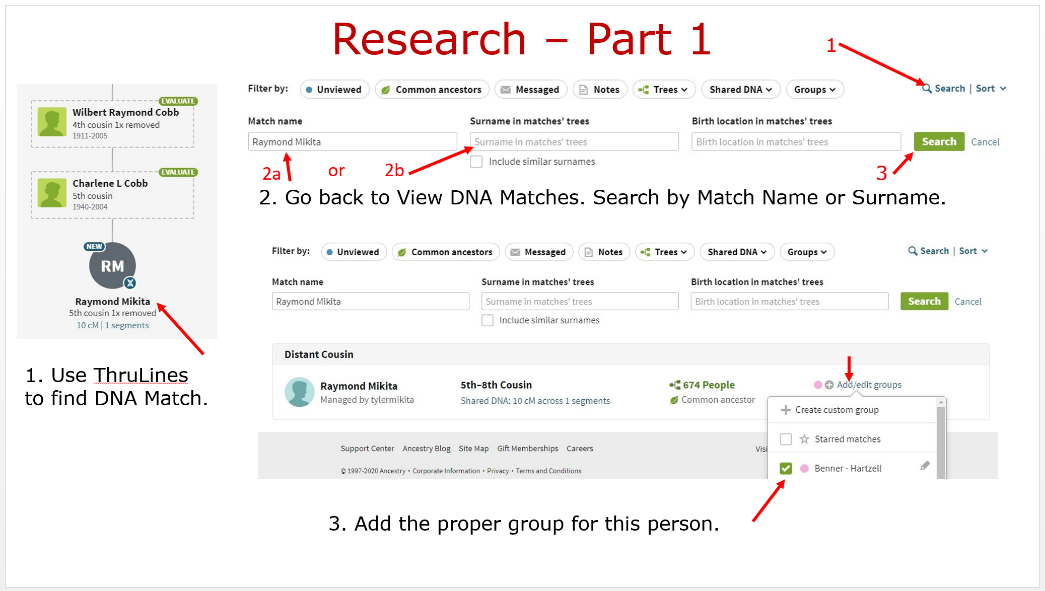 Research – Part 1
1
EVALUATE
Wilbert Raymond Cobb
4th cousin 1x removed
1911-2005
EVALUATE
Charlene L Cobb
5th cousin
1940-2004
NEW
RM
Raymond Mikita
5th cousin 1x removed
10 cM | 1 segments
1. Use ThruLines
to find DNA Match.
Filter by: Unviewed Common ancestors Messaged Notes Trees Shared DNA Groups Search | Sort
Match name Surname in matches' trees Birth location in matches' trees
Raymond Mikita Surname in matches' trees Birth location in matches' trees Search Cancel
Include similar surnames
2a or 2b 3
2. Go back to View DNA Matches. Search by Match Name or Surname.
Filter by: Unviewed Common ancestors Messaged Notes Trees Shared DNA Groups Search | Sort
Match name Surname in matches' trees Birth location in matches' trees
Raymond Mikita Surname in matches' trees Birth location in matches' trees Search Cancel
Include similar surnames
Distant Cousin
Raymond Mikita 5th–8th Cousin 674 People Add/edit groups
Managed by tylermikita Shared DNA: 10 cM across 1 segments Common ancestor
Create custom group
Starred matches
Benner - Hartzell
Support Center Ancestry Blog Site Map Gift Memberships Careers Visi
© 1997-2020 Ancestry • Corporate Information • Privacy • Terms and Conditions
3. Add the proper group for this person.